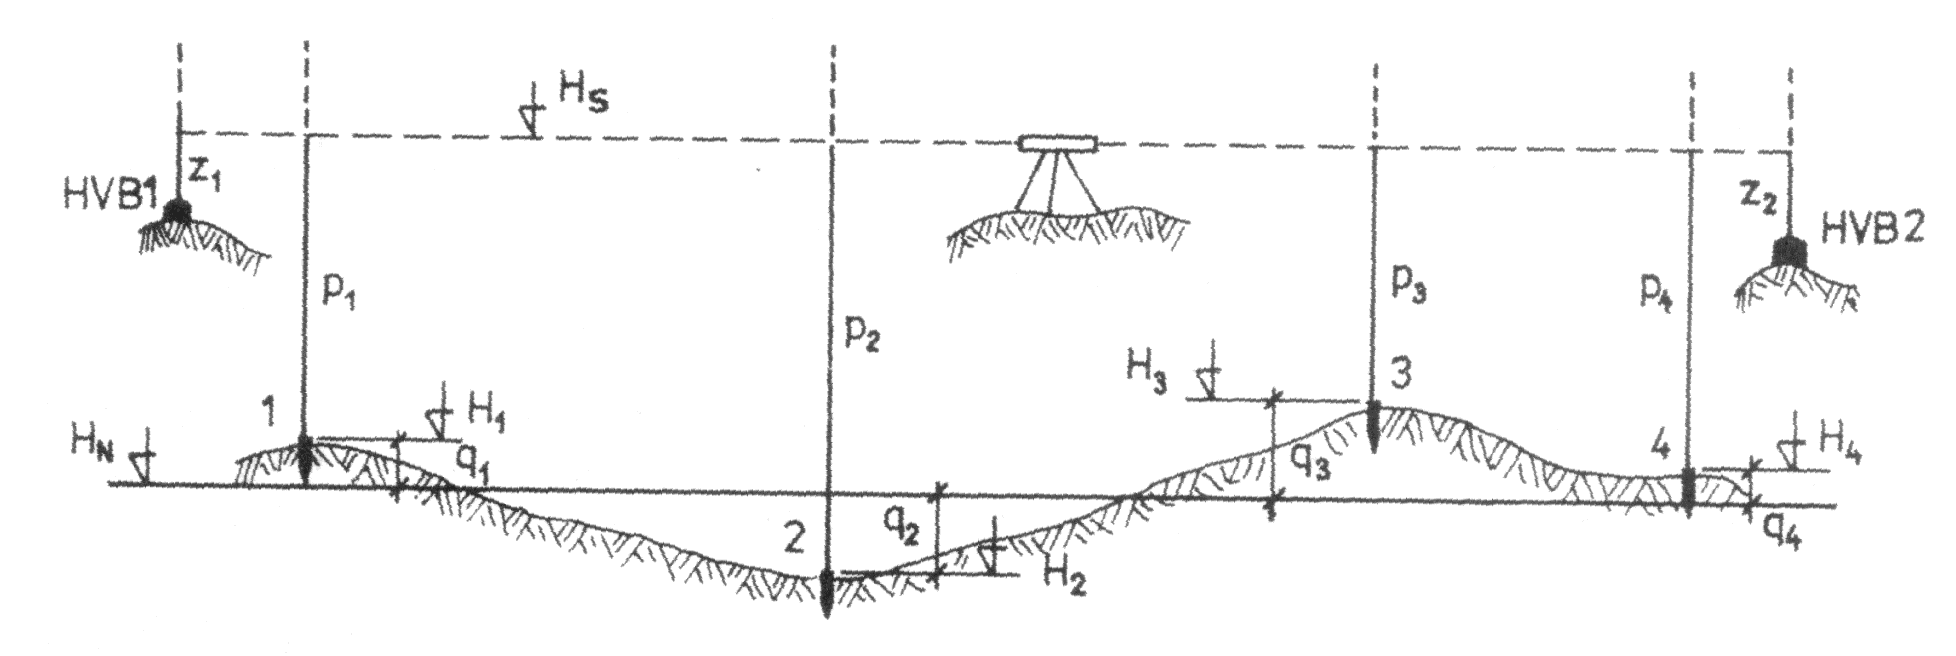 H_S
HVB1
z_1
z_2
HVB2
p_1
p_2
p_3
p_4
H_3
3
1
H_1
H_N
q_1
q_3
4
H_4
2
q_2
q_4
H_2